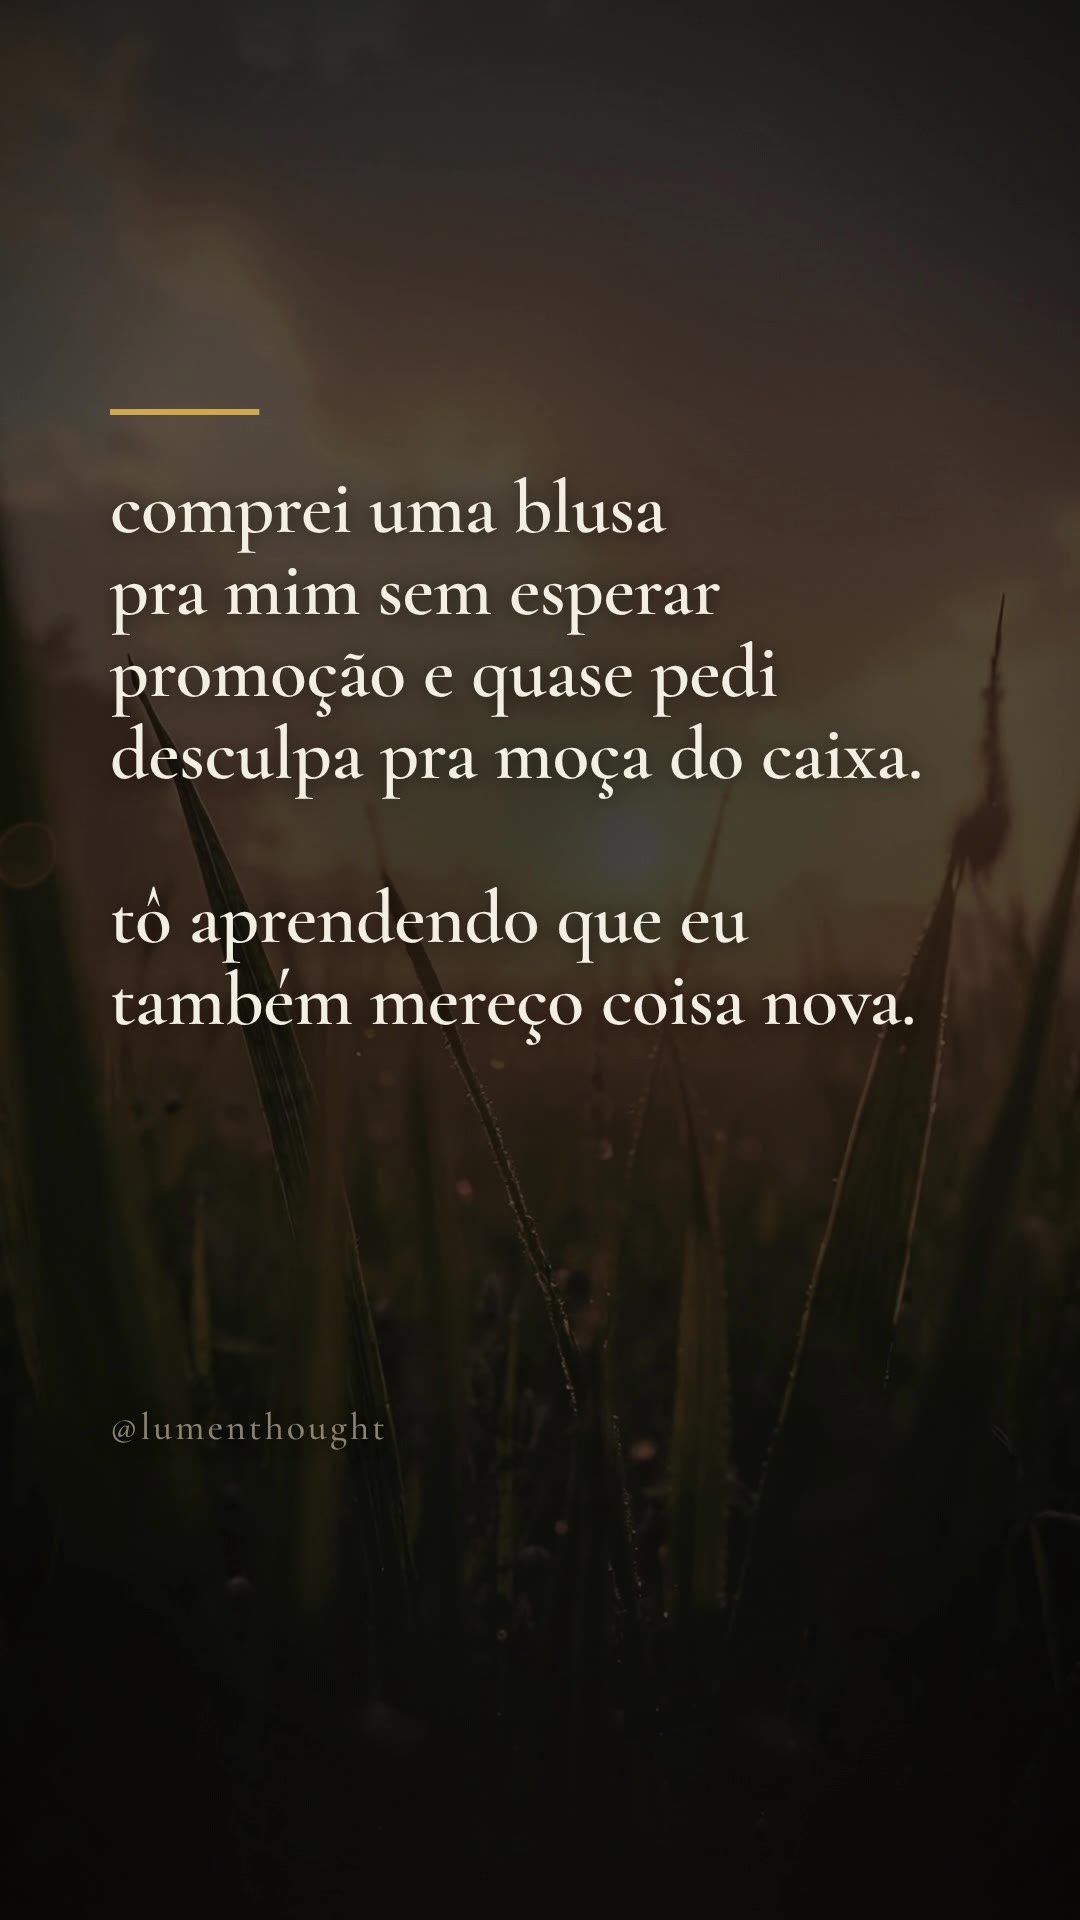 comprei uma blusa
pra mim sem esperar
promoção e quase pedi
desculpa pra moça do caixa.
tô aprendendo que eu
também mereço coisa nova.
@lumenthought